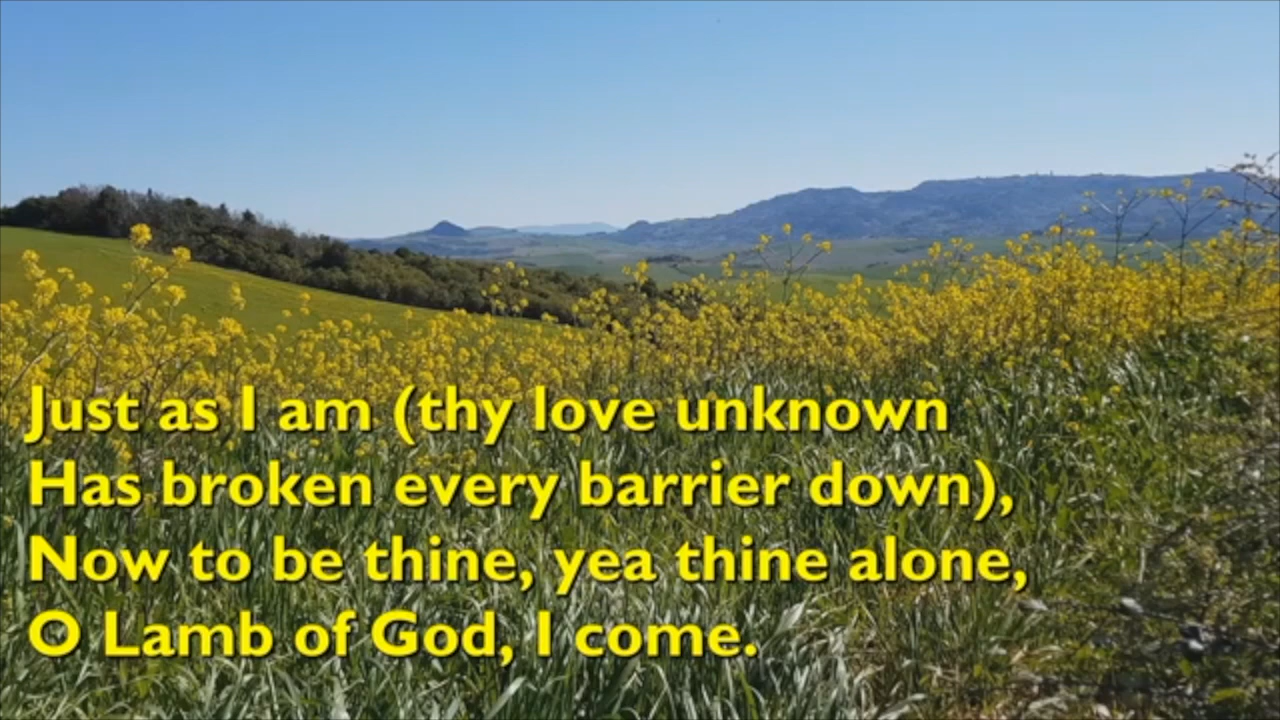 Just as I am (thy love unknown
Has broken every barrier down),
Now to be thine, yea thine alone,
O Lamb of God, I come.